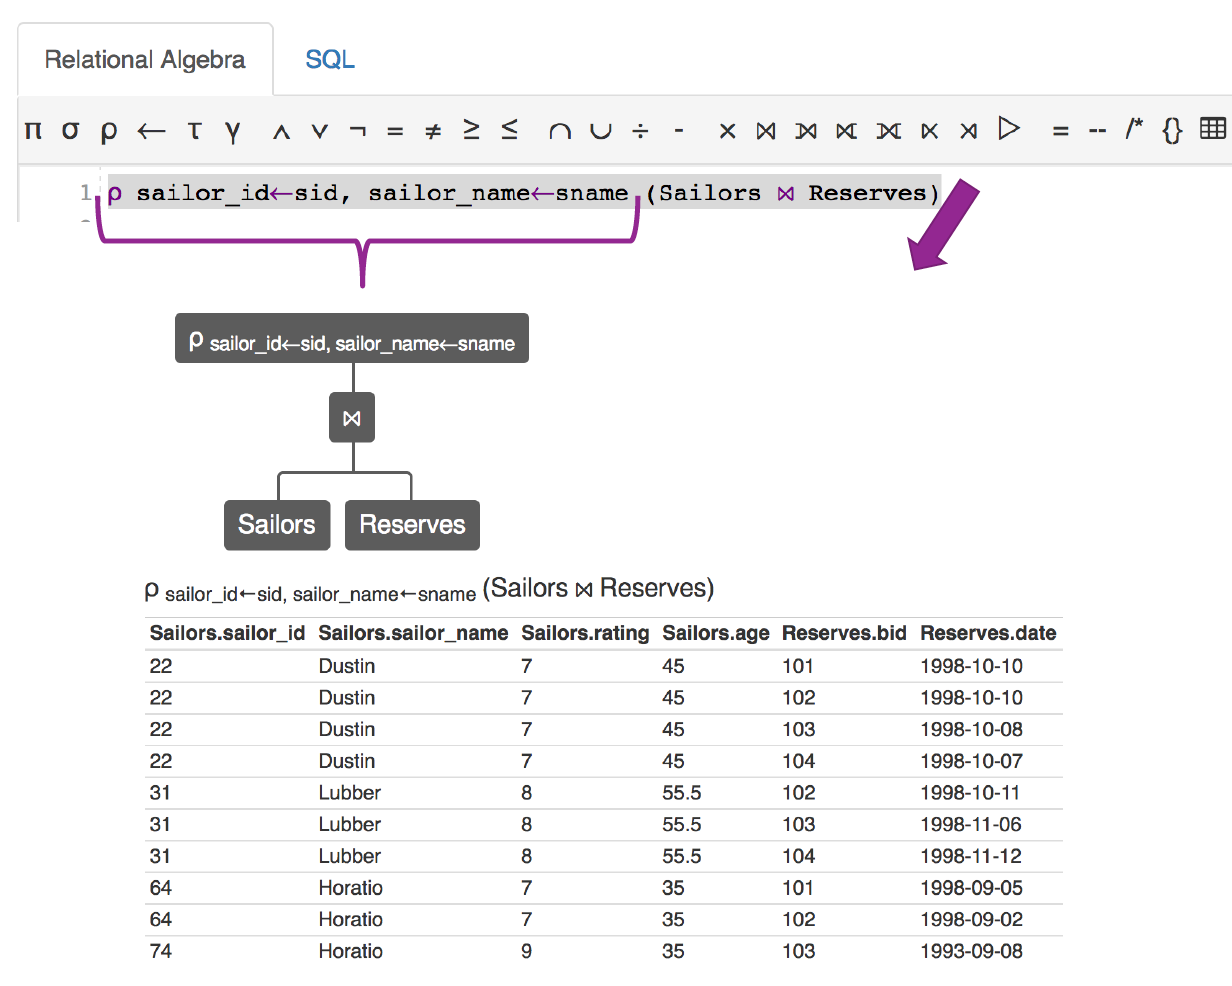 Relational Algebra SQL
π σ ρ ← τ γ ∧ ∨ ¬ = ≠ ≥ ≤ ∩ ∪ ÷ - × ⋈ ⟗ ⟕ ⟖ ⋉ ⋊ ▷ = -- /* {}
1 ρ sailor_id←sid, sailor_name←sname (Sailors ⋈ Reserves)
ρ sailor_id←sid, sailor_name←sname
⋈
Sailors Reserves
ρ sailor_id←sid, sailor_name←sname (Sailors ⋈ Reserves)
Sailors.sailor_id Sailors.sailor_name Sailors.rating Sailors.age Reserves.bid Reserves.date
22 Dustin 7 45 101 1998-10-10
22 Dustin 7 45 102 1998-10-10
22 Dustin 7 45 103 1998-10-08
22 Dustin 7 45 104 1998-10-07
31 Lubber 8 55.5 102 1998-10-11
31 Lubber 8 55.5 103 1998-11-06
31 Lubber 8 55.5 104 1998-11-12
64 Horatio 7 35 101 1998-09-05
64 Horatio 7 35 102 1998-09-02
74 Horatio 9 35 103 1993-09-08